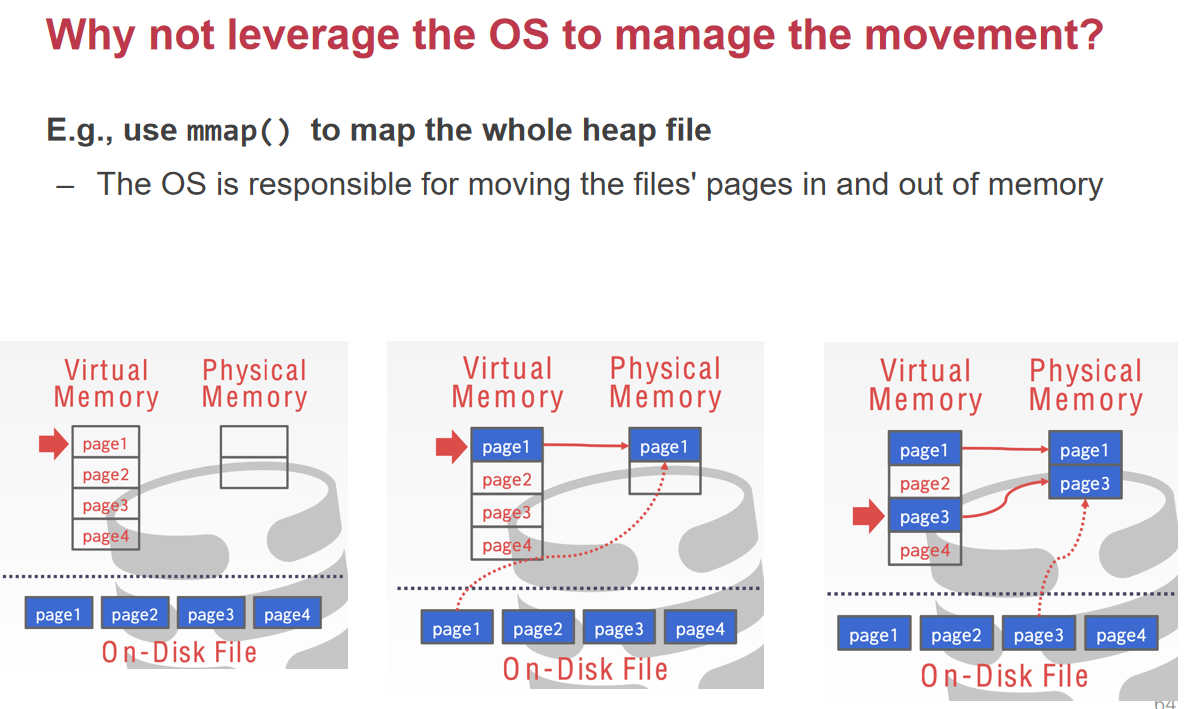 Why not leverage the OS to manage the movement?
E.g., use mmap() to map the whole heap file
– The OS is responsible for moving the files' pages in and out of memory
Virtual
Memory
Physical
Memory
page1
page2
page3
page4
page1 page2 page3 page4
On-Disk File
Virtual
Memory
Physical
Memory
page1
page2
page3
page4
page1
page1 page2 page3 page4
On-Disk File
Virtual
Memory
Physical
Memory
page1
page2
page3
page4
page1
page3
page1 page2 page3 page4
On-Disk File
64